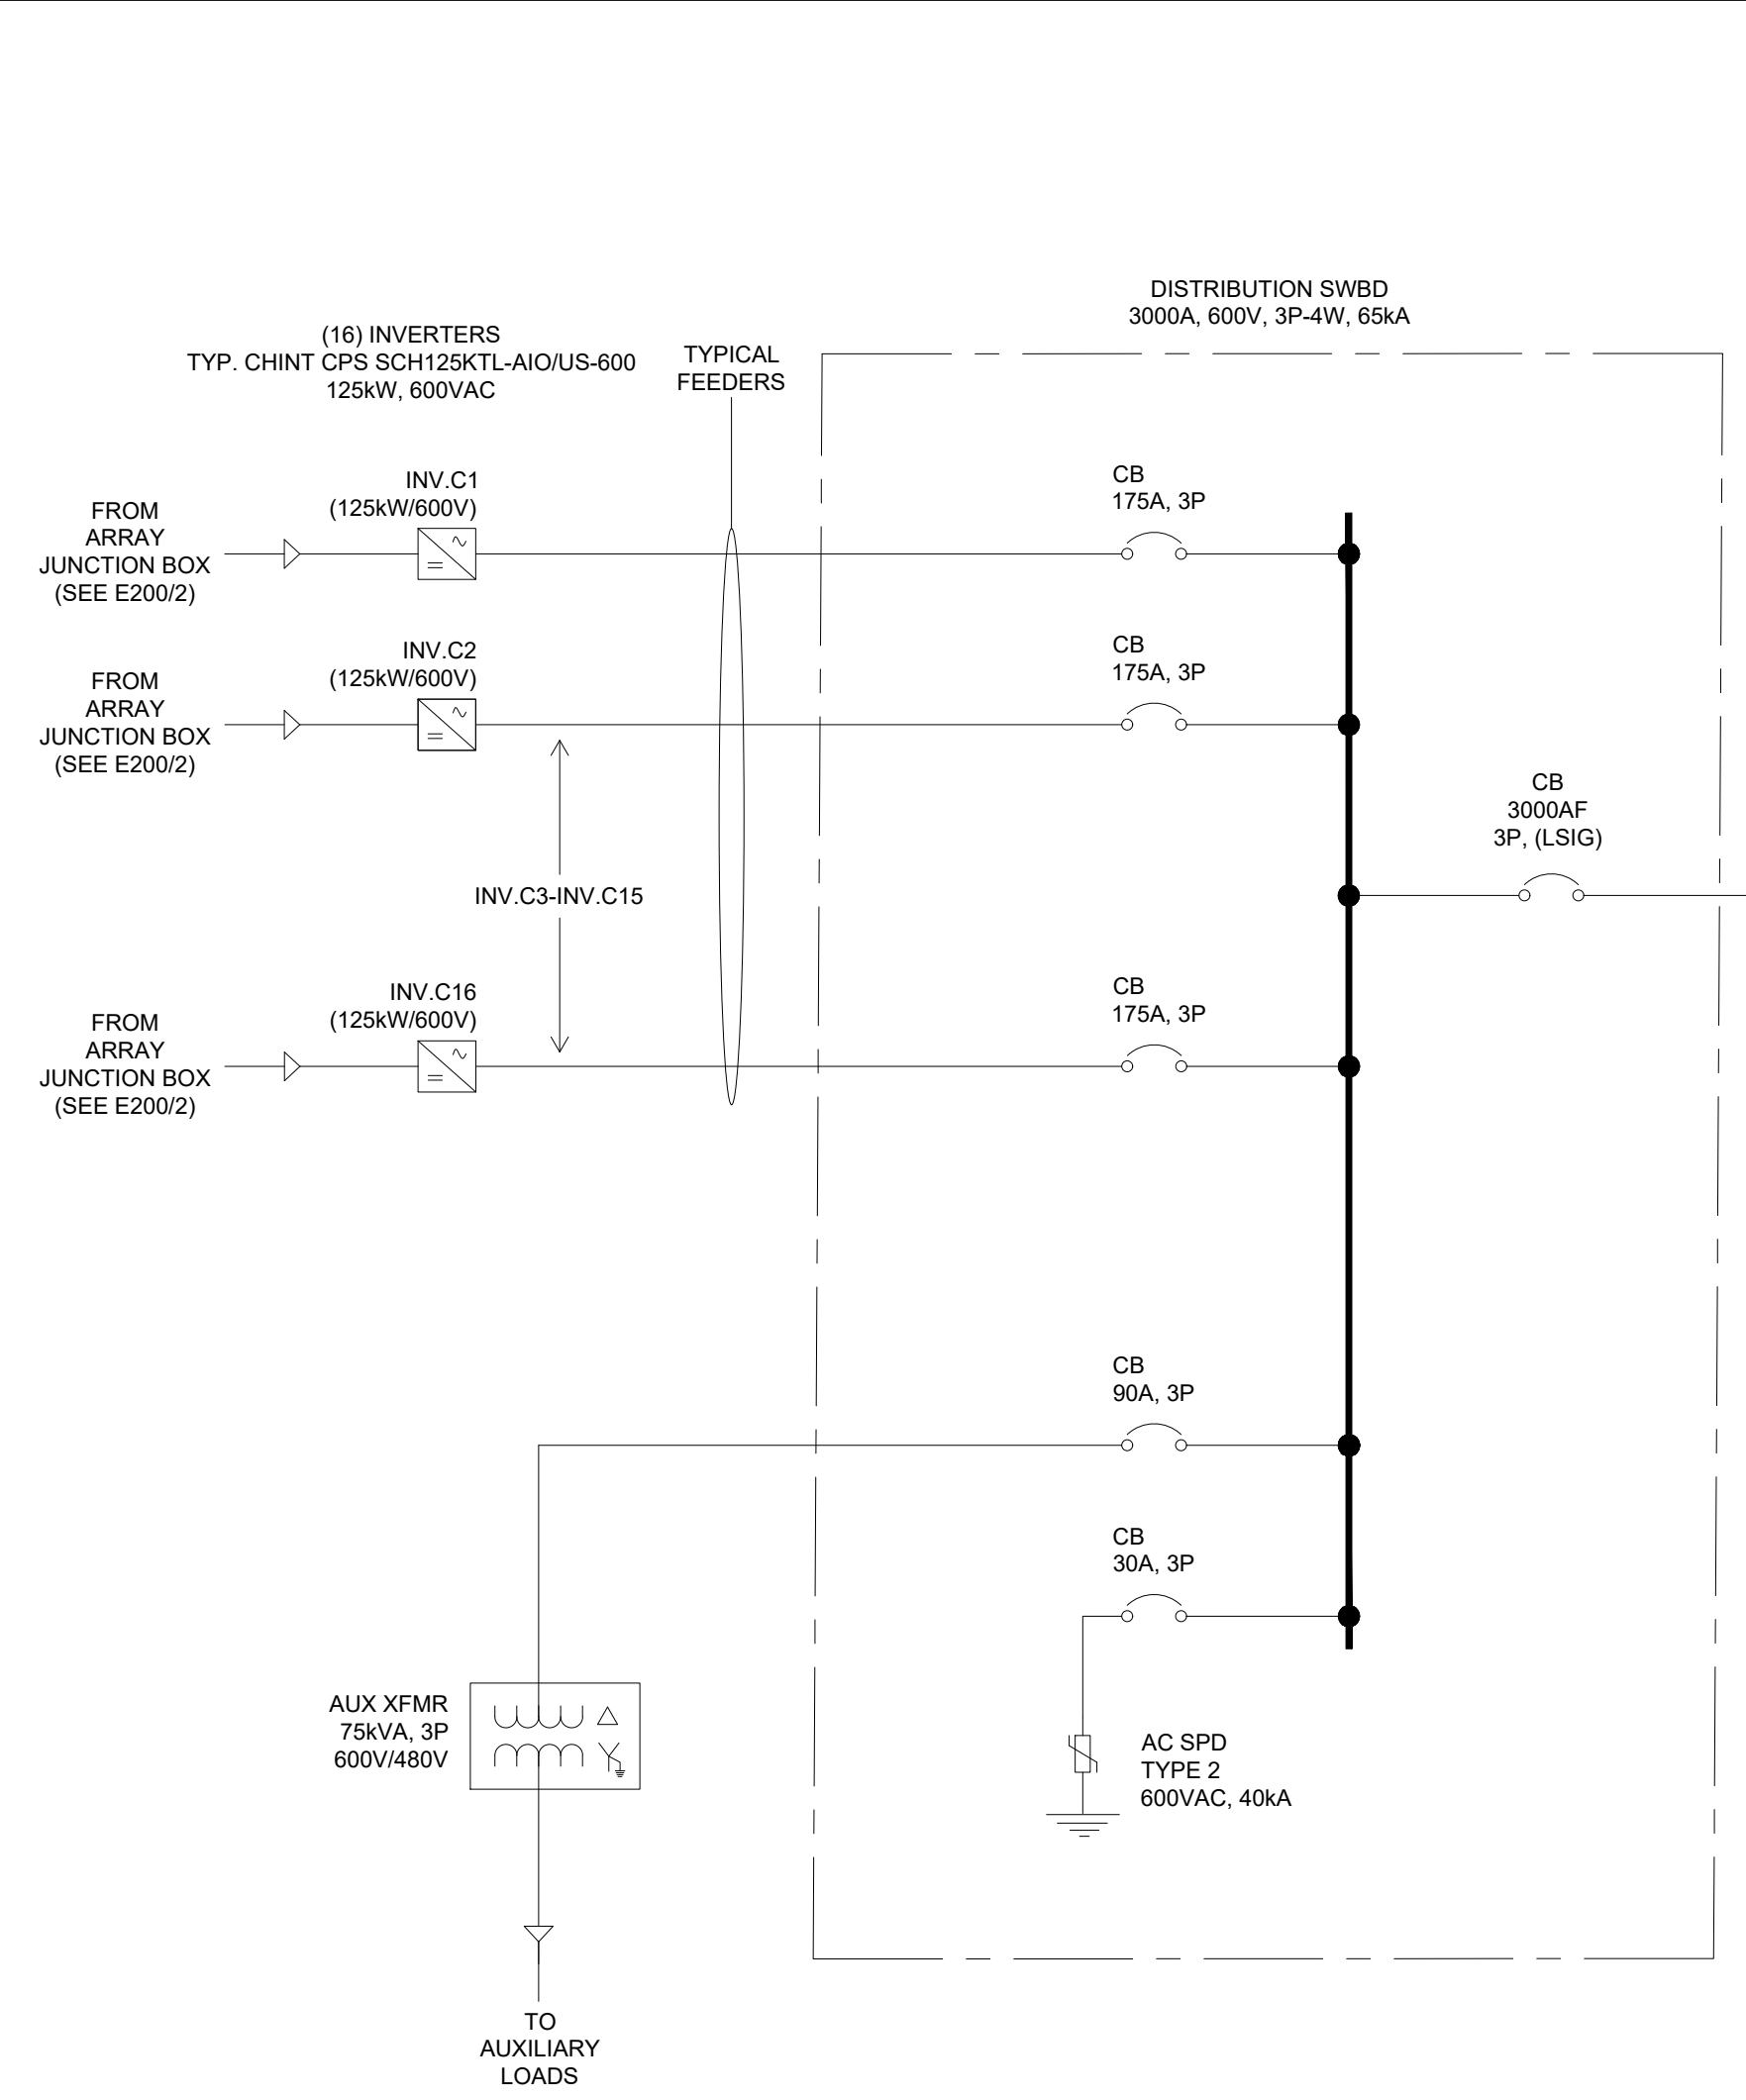 DISTRIBUTION SWBD
3000A, 600V, 3P-4W, 65kA
(16) INVERTERS
TYP. CHINT CPS SCH125KTL-AIO/US-600
125kW, 600VAC
TYPICAL
FEEDERS
INV.C1
(125kW/600V)
FROM
ARRAY
JUNCTION BOX
(SEE E200/2)
CB
175A, 3P
INV.C2
(125kW/600V)
FROM
ARRAY
JUNCTION BOX
(SEE E200/2)
CB
175A, 3P
CB
3000AF
3P, (LSIG)
INV.C3-INV.C15
INV.C16
(125kW/600V)
FROM
ARRAY
JUNCTION BOX
(SEE E200/2)
CB
175A, 3P
CB
90A, 3P
CB
30A, 3P
AUX XFMR
75kVA, 3P
600V/480V
AC SPD
TYPE 2
600VAC, 40kA
TO
AUXILIARY
LOADS